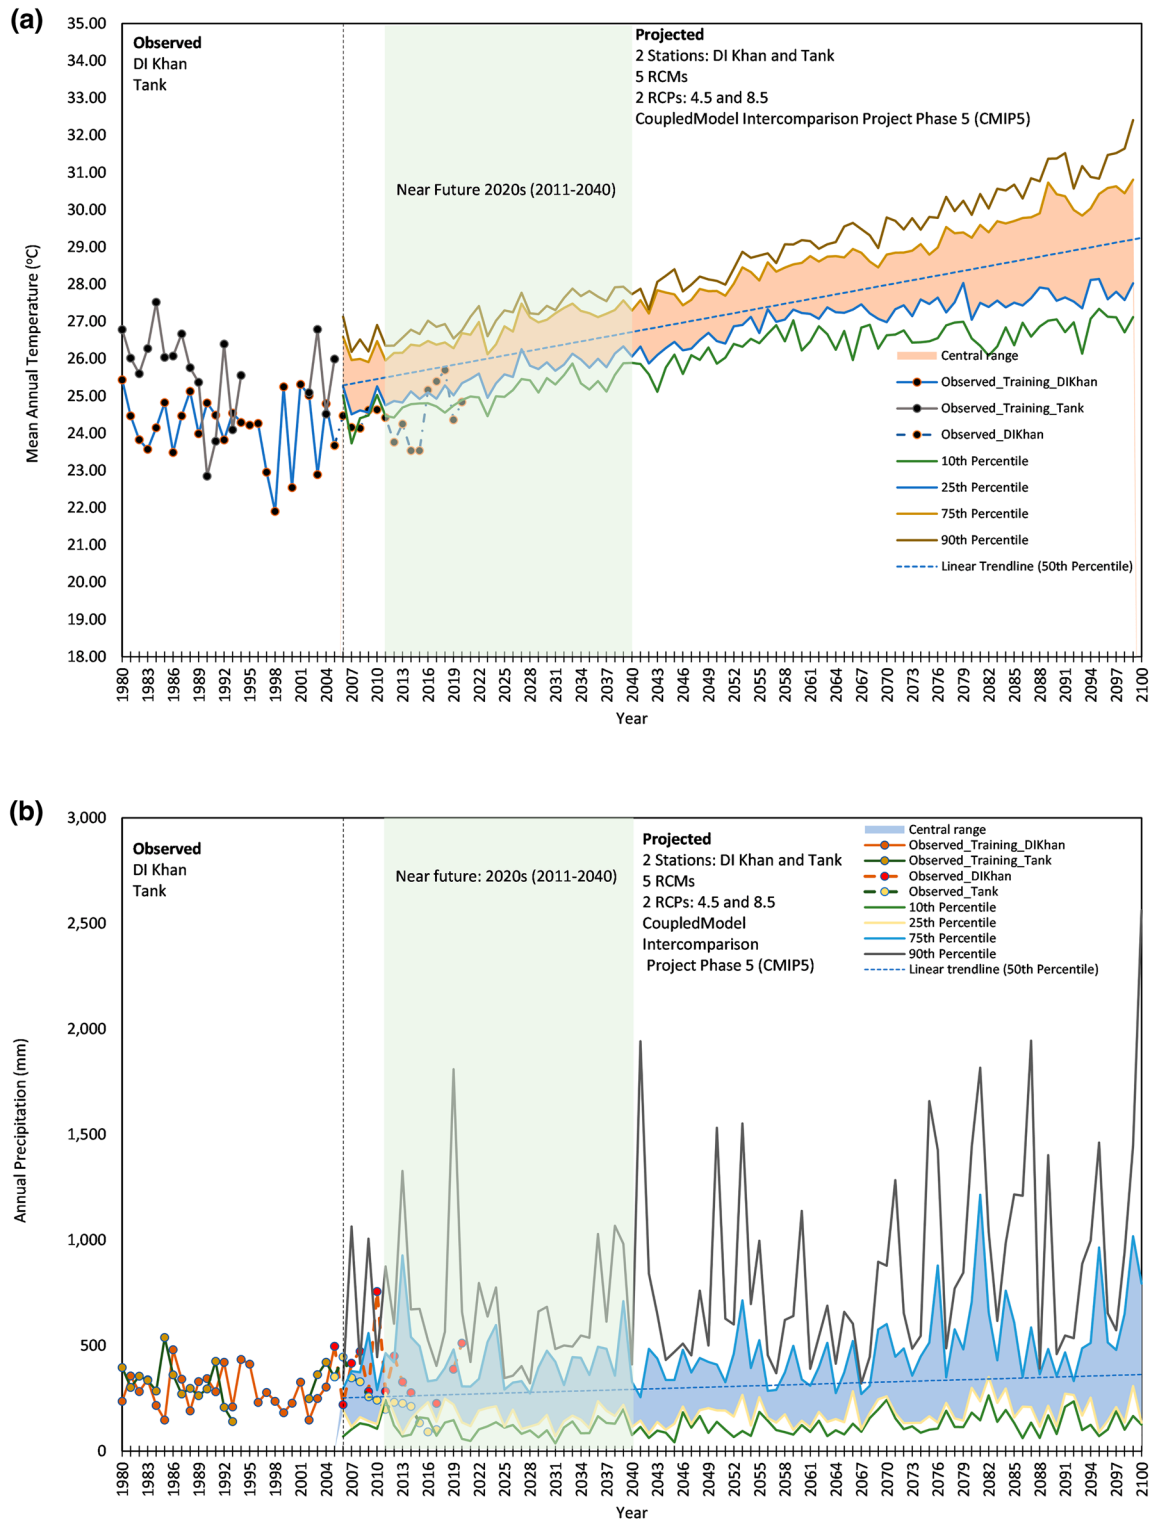 (a)
35.00
34.00
33.00
32.00
31.00
30.00
29.00
28.00
27.00
26.00
25.00
24.00
23.00
22.00
21.00
20.00
19.00
18.00
Mean Annual Temperature (ºC)
Observed
DI Khan
Tank
Near Future 2020s (2011-2040)
Projected
2 Stations: DI Khan and Tank
5 RCMs
2 RCPs: 4.5 and 8.5
CoupledModel Intercomparison Project Phase 5 (CMIP5)
Central range
Observed_Training_DIKhan
Observed_Training_Tank
Observed_DIKhan
10th Percentile
25th Percentile
75th Percentile
90th Percentile
Linear Trendline (50th Percentile)
1980 1983 1986 1989 1992 1995 1998 2001 2004 2007 2010 2013 2016 2019 2022 2025 2028 2031 2034 2037 2040 2043 2046 2049 2052 2055 2058 2061 2064 2067 2070 2073 2076 2079 2082 2085 2088 2091 2094 2097 2100
Year
(b)
3,000
2,500
2,000
1,500
1,000
500
0
Annual Precipitation (mm)
Observed
DI Khan
Tank
Near future: 2020s (2011-2040)
Projected
2 Stations: DI Khan and Tank
5 RCMs
2 RCPs: 4.5 and 8.5
CoupledModel
Intercomparison
Project Phase 5 (CMIP5)
Central range
Observed_Training_DIKhan
Observed_Training_Tank
Observed_DIKhan
Observed_Tank
10th Percentile
25th Percentile
75th Percentile
90th Percentile
Linear trendline (50th Percentile)
1980 1983 1986 1989 1992 1995 1998 2001 2004 2007 2010 2013 2016 2019 2022 2025 2028 2031 2034 2037 2040 2043 2046 2049 2052 2055 2058 2061 2064 2067 2070 2073 2076 2079 2082 2085 2088 2091 2094 2097 2100
Year